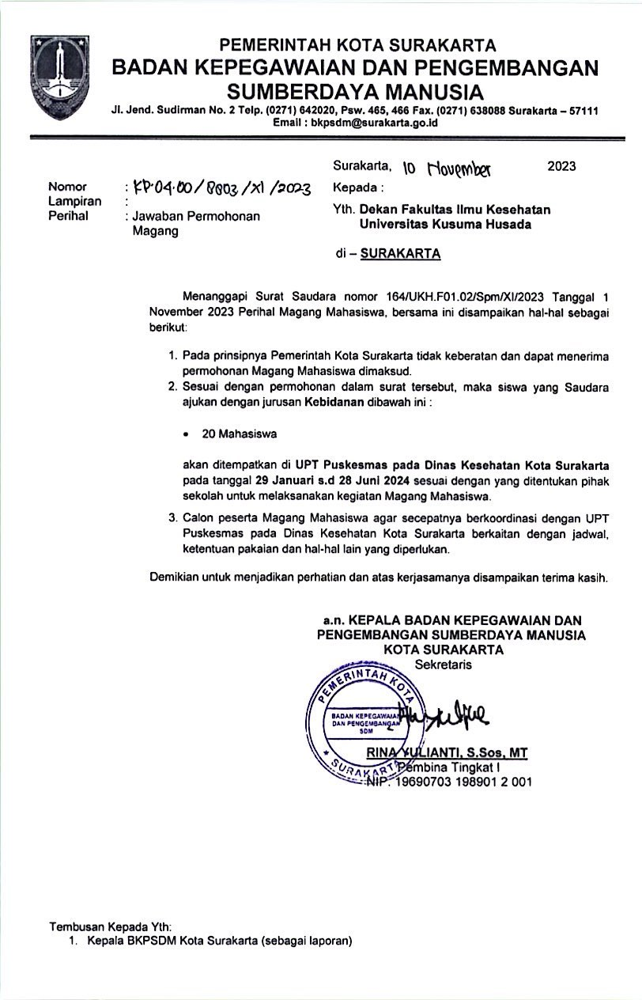 PEMERINTAH KOTA SURAKARTA
BADAN KEPEGAWAIAN DAN PENGEMBANGAN
SUMBERDAYA MANUSIA
Jl. Jend. Sudirman No. 2 Telp. (0271) 642020, Psw. 465, 466 Fax. (0271) 638088 Surakarta – 57111
Email : bkpsdm@surakarta.go.id
Surakarta, 10 November 2023
Nomor : KP.04.00/8003/XI/2023
Kepada :
Lampiran :
Perihal : Jawaban Permohonan
Magang
Yth. Dekan Fakultas Ilmu Kesehatan
Universitas Kusuma Husada
di – SURAKARTA
Menanggapi Surat Saudara nomor 164/UKH.F01.02/Spm/XI/2023 Tanggal 1
November 2023 Perihal Magang Mahasiswa, bersama ini disampaikan hal-hal sebagai
berikut:
1. Pada prinsipnya Pemerintah Kota Surakarta tidak keberatan dan dapat menerima
permohonan Magang Mahasiswa dimaksud.
2. Sesuai dengan permohonan dalam surat tersebut, maka siswa yang Saudara
ajukan dengan jurusan Kebidanan dibawah ini :
• 20 Mahasiswa
akan ditempatkan di UPT Puskesmas pada Dinas Kesehatan Kota Surakarta
pada tanggal 29 Januari s.d 28 Juni 2024 sesuai dengan yang ditentukan pihak
sekolah untuk melaksanakan kegiatan Magang Mahasiswa.
3. Calon peserta Magang Mahasiswa agar secepatnya berkoordinasi dengan UPT
Puskesmas pada Dinas Kesehatan Kota Surakarta berkaitan dengan jadwal,
ketentuan pakaian dan hal-hal lain yang diperlukan.
Demikian untuk menjadikan perhatian dan atas kerjasamanya disampaikan terima kasih.
a.n. KEPALA BADAN KEPEGAWAIAN DAN
PENGEMBANGAN SUMBERDAYA MANUSIA
KOTA SURAKARTA
Sekretaris
PEMERINTAH KOTA
BADAN KEPEGAWAIAN
DAN PENGEMBANGAN
SDM
SURAKARTA
RINA YULIANTI, S.Sos, MT
Pembina Tingkat I
NIP. 19690703 198901 2 001
Tembusan Kepada Yth:
1. Kepala BKPSDM Kota Surakarta (sebagai laporan)